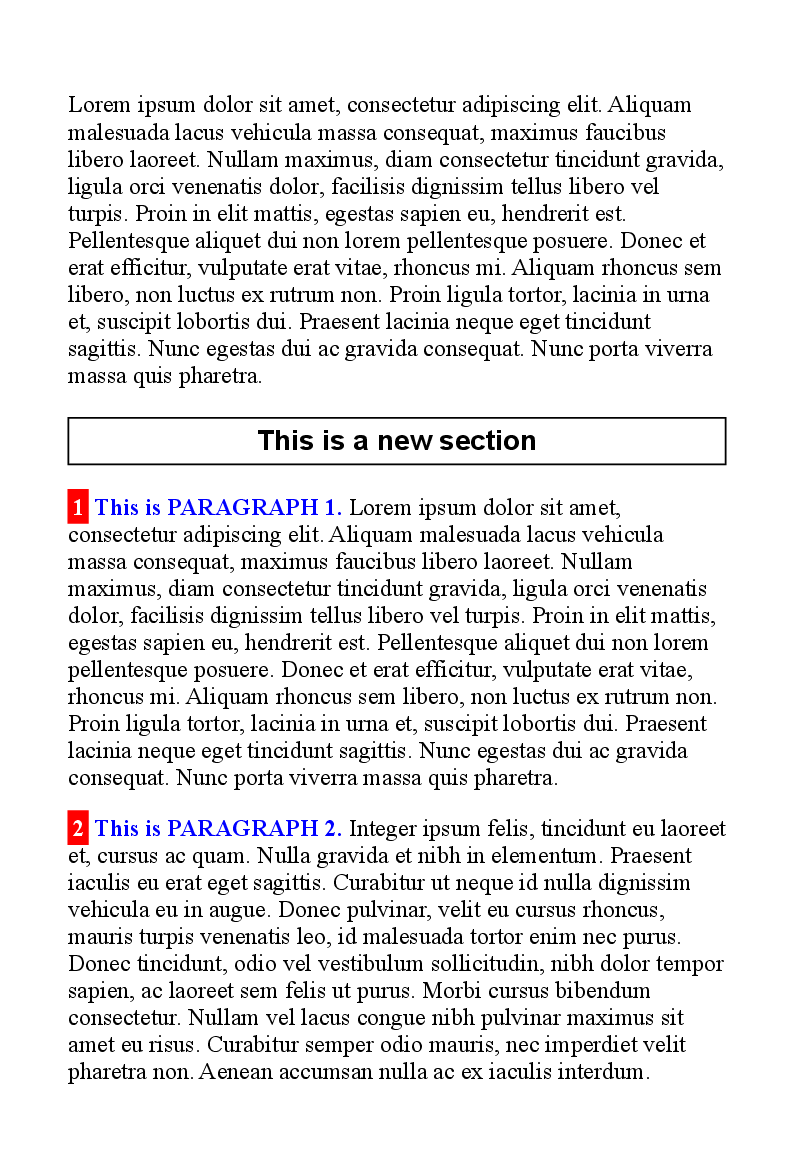 Lorem ipsum dolor sit amet, consectetur adipiscing elit. Aliquam
malesuada lacus vehicula massa consequat, maximus faucibus
libero laoreet. Nullam maximus, diam consectetur tincidunt gravida,
ligula orci venenatis dolor, facilisis dignissim tellus libero vel
turpis. Proin in elit mattis, egestas sapien eu, hendrerit est.
Pellentesque aliquet dui non lorem pellentesque posuere. Donec et
erat efficitur, vulputate erat vitae, rhoncus mi. Aliquam rhoncus sem
libero, non luctus ex rutrum non. Proin ligula tortor, lacinia in urna
et, suscipit lobortis dui. Praesent lacinia neque eget tincidunt
sagittis. Nunc egestas dui ac gravida consequat. Nunc porta viverra
massa quis pharetra.
This is a new section
1 This is PARAGRAPH 1. Lorem ipsum dolor sit amet,
consectetur adipiscing elit. Aliquam malesuada lacus vehicula
massa consequat, maximus faucibus libero laoreet. Nullam
maximus, diam consectetur tincidunt gravida, ligula orci venenatis
dolor, facilisis dignissim tellus libero vel turpis. Proin in elit mattis,
egestas sapien eu, hendrerit est. Pellentesque aliquet dui non lorem
pellentesque posuere. Donec et erat efficitur, vulputate erat vitae,
rhoncus mi. Aliquam rhoncus sem libero, non luctus ex rutrum non.
Proin ligula tortor, lacinia in urna et, suscipit lobortis dui. Praesent
lacinia neque eget tincidunt sagittis. Nunc egestas dui ac gravida
consequat. Nunc porta viverra massa quis pharetra.
2 This is PARAGRAPH 2. Integer ipsum felis, tincidunt eu laoreet
et, cursus ac quam. Nulla gravida et nibh in elementum. Praesent
iaculis eu erat eget sagittis. Curabitur ut neque id nulla dignissim
vehicula eu in augue. Donec pulvinar, velit eu cursus rhoncus,
mauris turpis venenatis leo, id malesuada tortor enim nec purus.
Donec tincidunt, odio vel vestibulum sollicitudin, nibh dolor tempor
sapien, ac laoreet sem felis ut purus. Morbi cursus bibendum
consectetur. Nullam vel lacus congue nibh pulvinar maximus sit
amet eu risus. Curabitur semper odio mauris, nec imperdiet velit
pharetra non. Aenean accumsan nulla ac ex iaculis interdum.